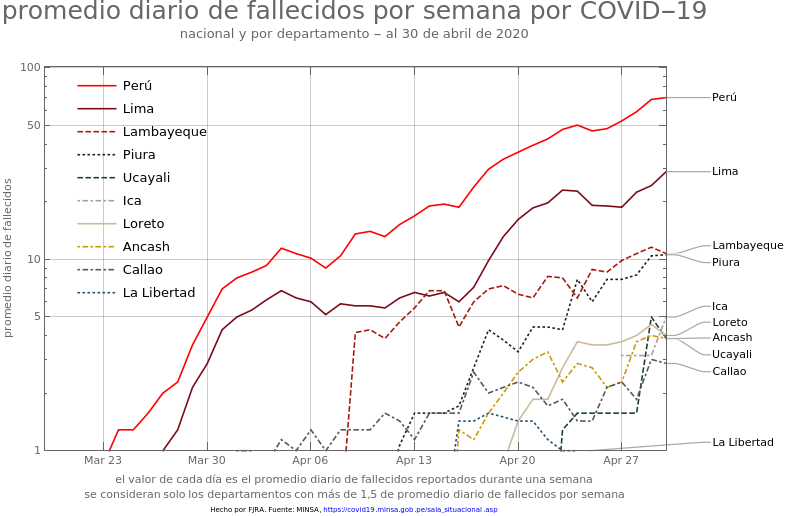 promedio diario de fallecidos por semana por COVID−19
nacional y por departamento − al 30 de abril de 2020
100
50
10
5
1
promedio diario de fallecidos
Perú
Lima
Lambayeque
Piura
Ucayali
Ica
Loreto
Ancash
Callao
La Libertad
Perú
Lima
Lambayeque
Piura
Ica
Loreto
Ancash
Ucayali
Callao
La Libertad
Mar 23
Mar 30
Apr 06
Apr 13
Apr 20
Apr 27
el valor de cada día es el promedio diario de fallecidos reportados durante una semana
se consideran solo los departamentos con más de 1,5 de promedio diario de fallecidos por semana
Hecho por FJRA. Fuente: MINSA, https://covid19.minsa.gob.pe/sala_situacional .asp